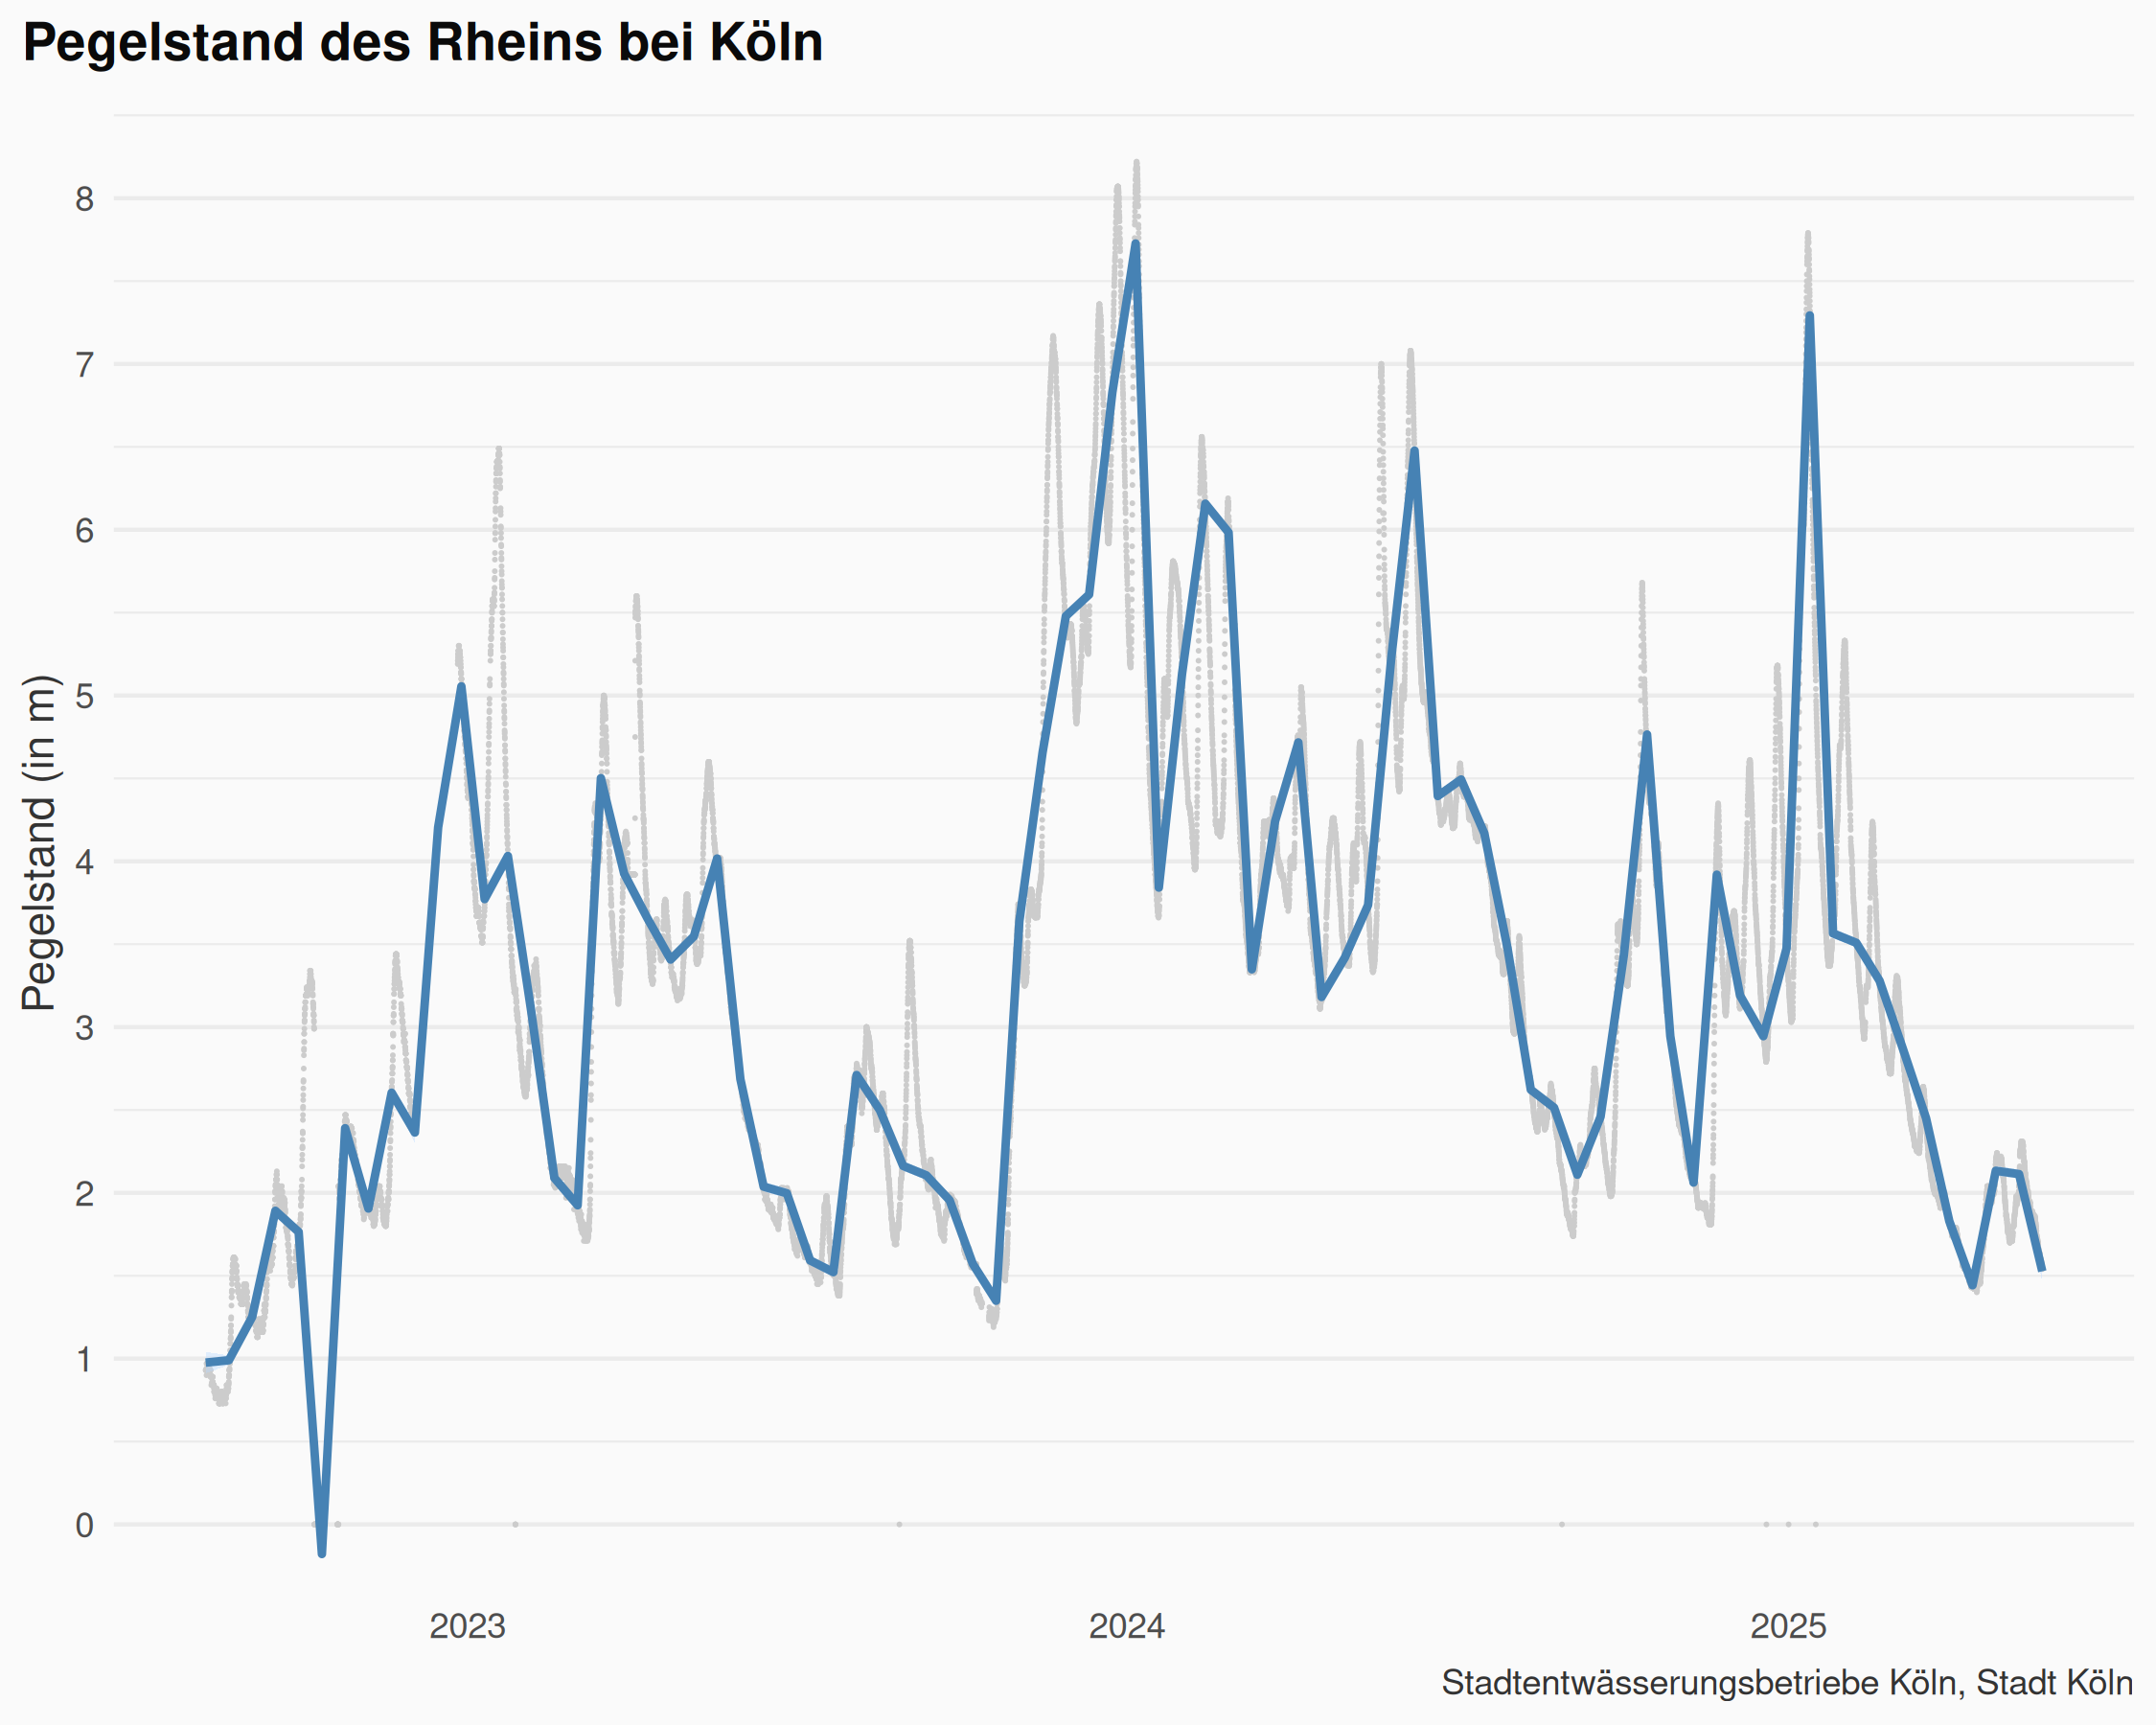 Pegelstand des Rheins bei Köln
Pegelstand (in m)
8
7
6
5
4
3
2
1
0
2023 2024 2025
Stadtentwässerungsbetriebe Köln, Stadt Köln